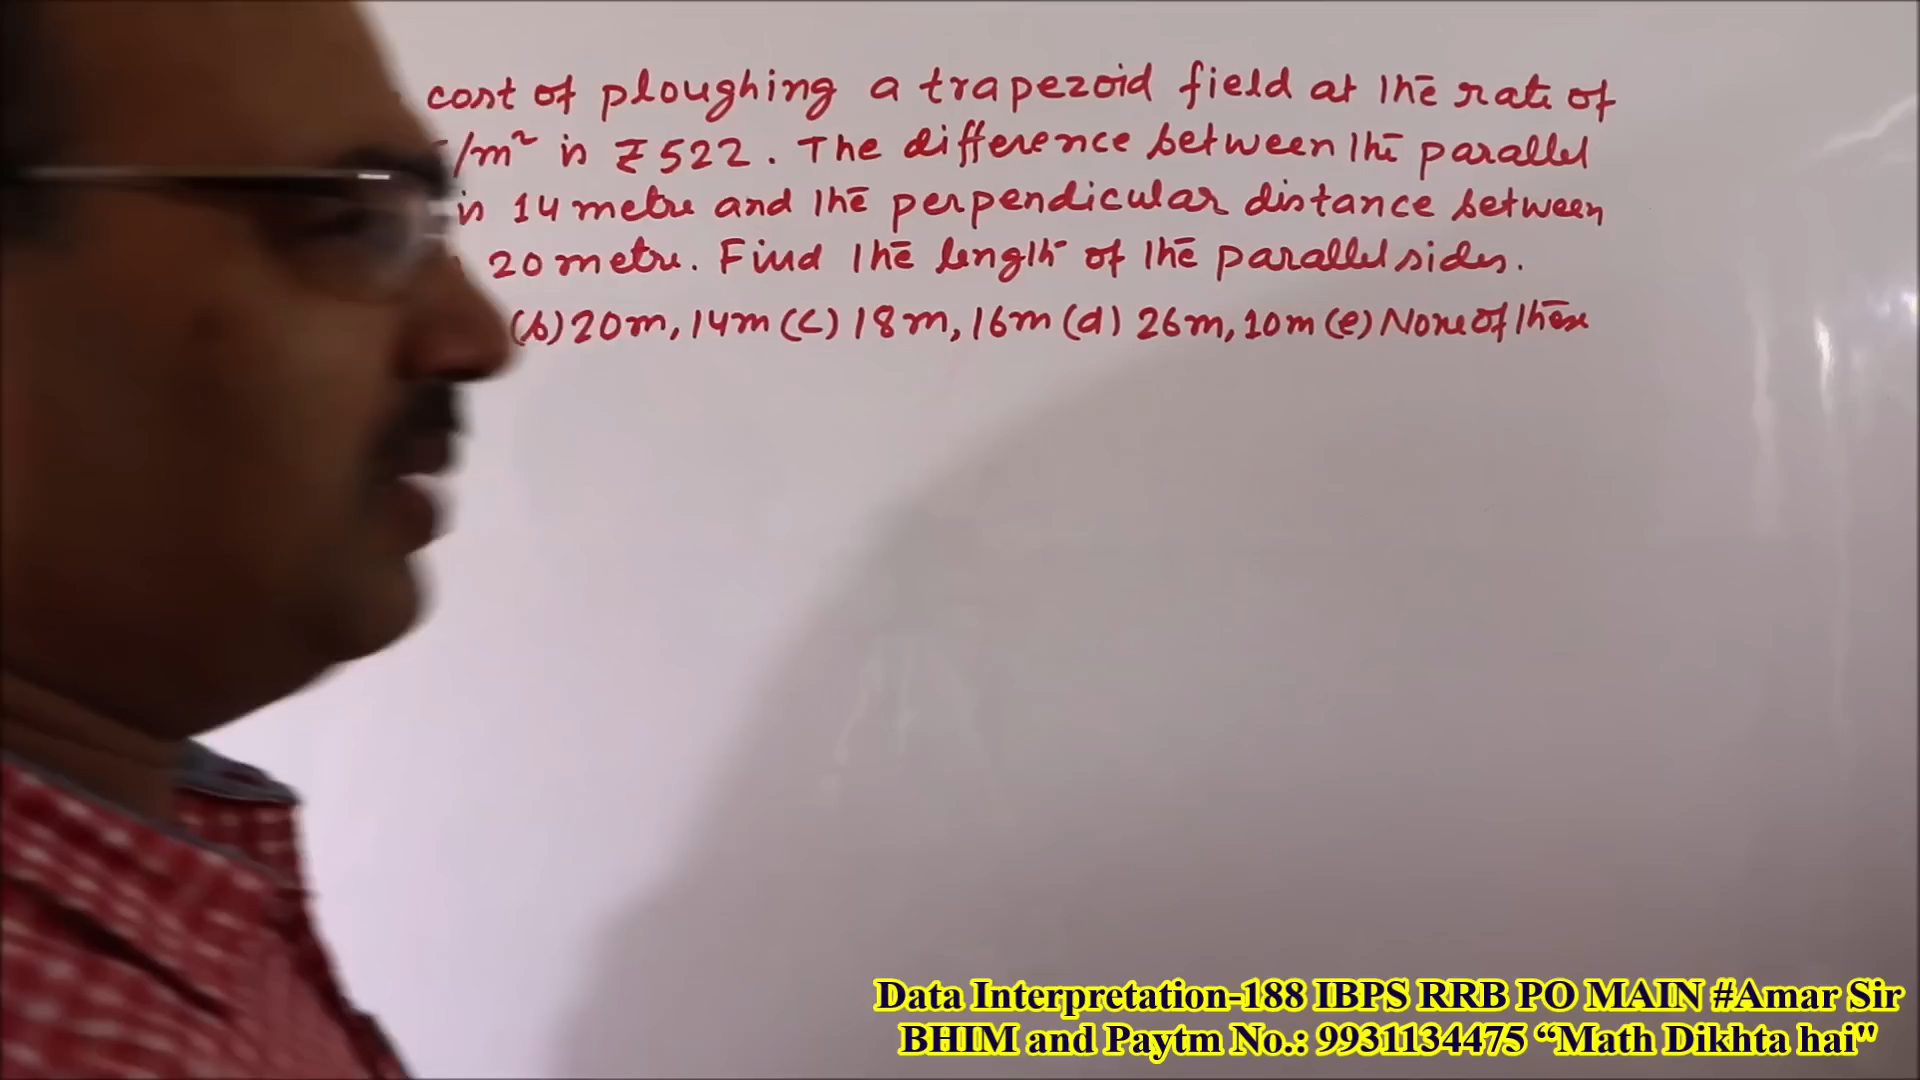 cost of ploughing a trapezoid field at the rate of
/m² is ₹522. The difference between the parallel
is 14 metre and the perpendicular distance between
20 metre. Find the length of the parallel sides.
(b) 20m, 14m (c) 18m, 16m (d) 26m, 10m (e) None of these
Data Interpretation-188 IBPS RRB PO MAIN #Amar Sir
BHIM and Paytm No.: 9931134475 “Math Dikhta hai"